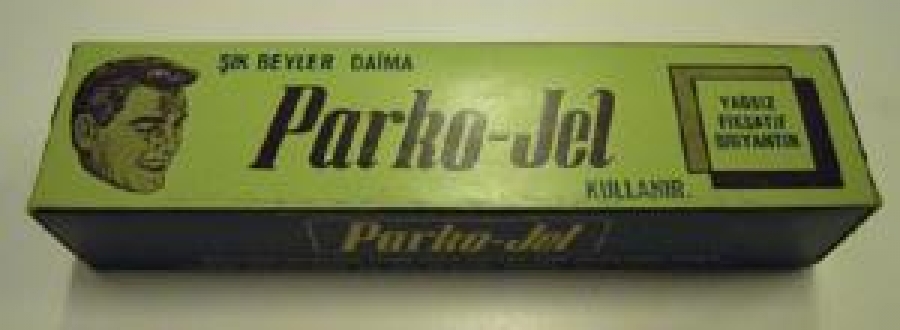 ŞIK BEYLER DAİMA
Parko-Jel
KULLANIR.
YAĞSIZ
FİKSATİF
BRİYANTİN
Parko-Jel